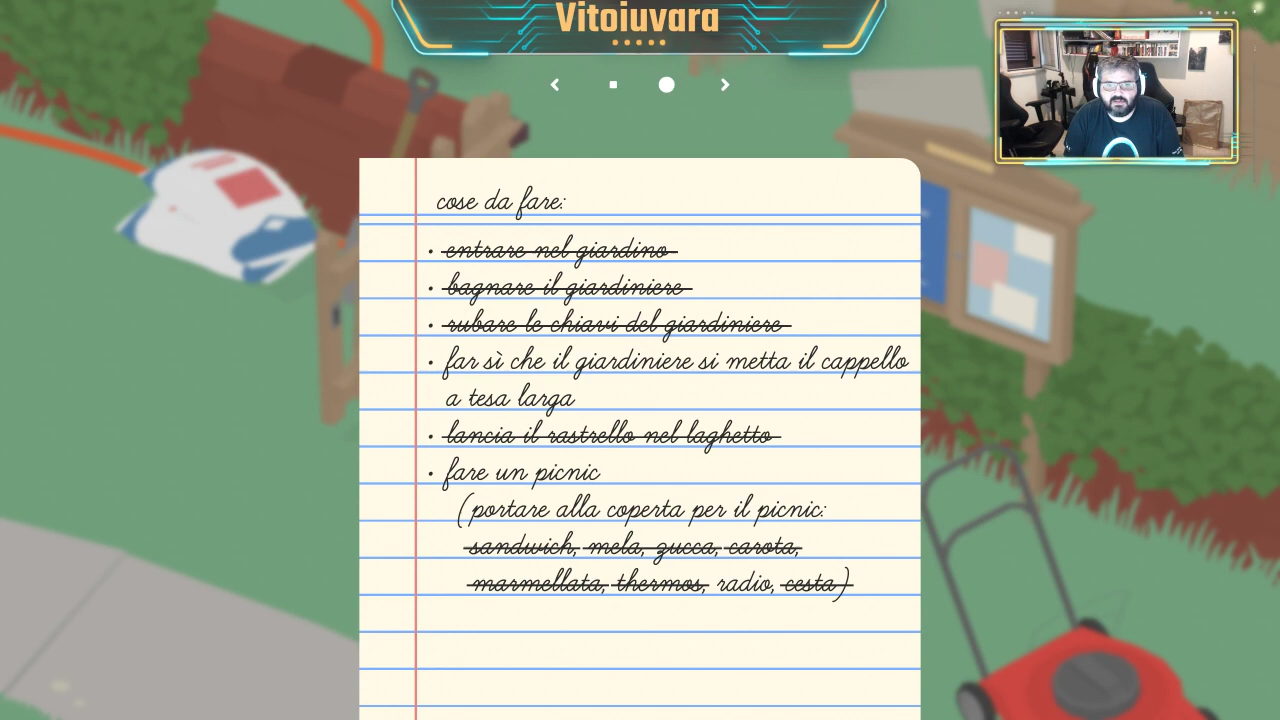 Vitoiuvara
cose da fare:
• entrare nel giardino
• bagnare il giardiniere
• rubare le chiavi del giardiniere
• far sì che il giardiniere si metta il cappello
a tesa larga
• lancia il rastrello nel laghetto
• fare un picnic
(portare alla coperta per il picnic:
sandwich, mela, zucca, carota,
marmellata, thermos, radio, cesta)